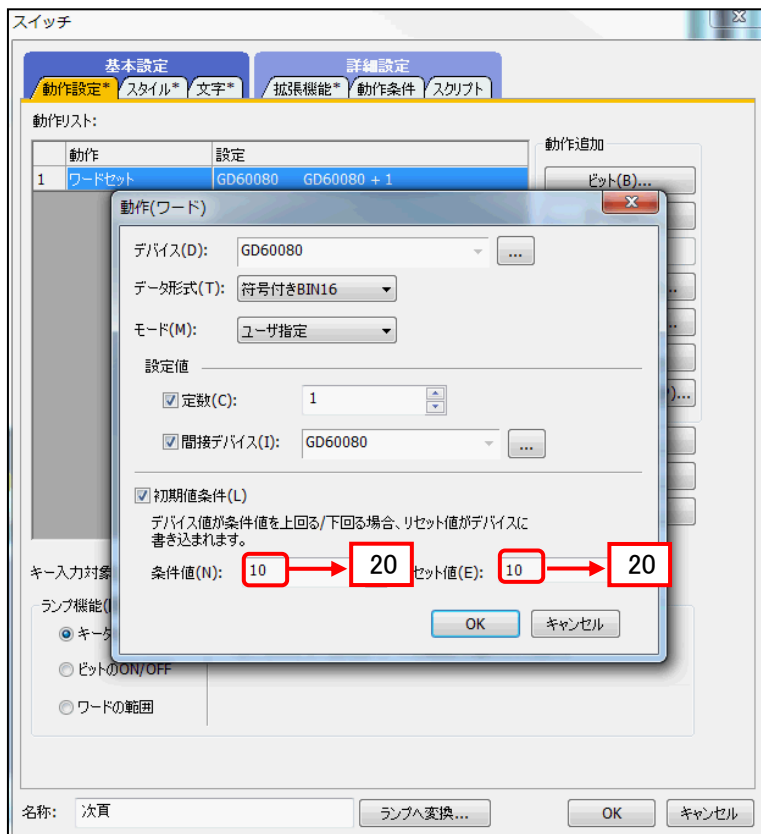 スイッチ
基本設定
詳細設定
動作設定* スタイル* 文字* 拡張機能* 動作条件 スクリプト
動作リスト:
動作追加
動作 設定
1 ワードセット GD60080 GD60080 + 1
ビット(B)...
動作(ワード)
デバイス(D): GD60080 ...
データ形式(T): 符号付きBIN16
モード(M): ユーザ指定
設定値
定数(C): 1
間接デバイス(I): GD60080 ...
初期値条件(L)
デバイス値が条件値を上回る/下回る場合、リセット値がデバイスに
書き込まれます。
条件値(N): 10 20 セット値(E): 10 20
キー入力対象
OK キャンセル
ランプ機能(
キー
ビットのON/OFF
ワードの範囲
名称: 次頁 ランプへ変換... OK キャンセル